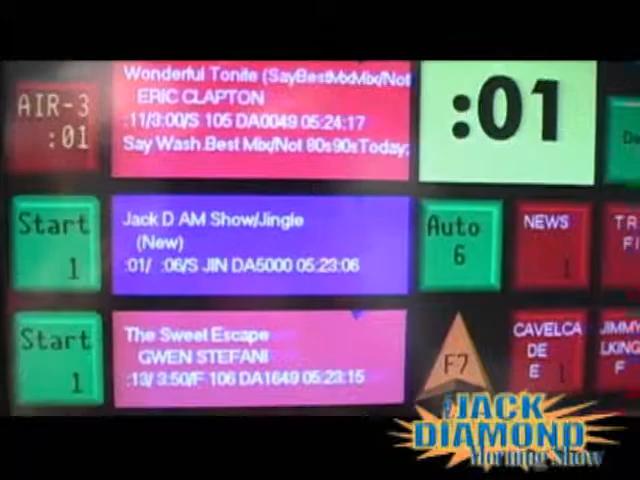 AIR-3
:01
Wonderful Tonite
ERIC CLAPTON
:11/3:00/S 105 DA0049 05:24:17
Say Wash.Best Mix/Not 80s90sToday;
:01
Start
1
Jack D AM Show/Jingle
(New)
:01/ :06/S JIN DA5000 05:23:06
Auto
6
NEWS
1
TR
FI
Start
1
The Sweet Escape
GWEN STEFANI
:13/ 3:50/F 106 DA1649 05:23:15
F7
CAVELCA
DE
E 1
JIMMY
LKING
F
JACK
DIAMOND
Morning Show